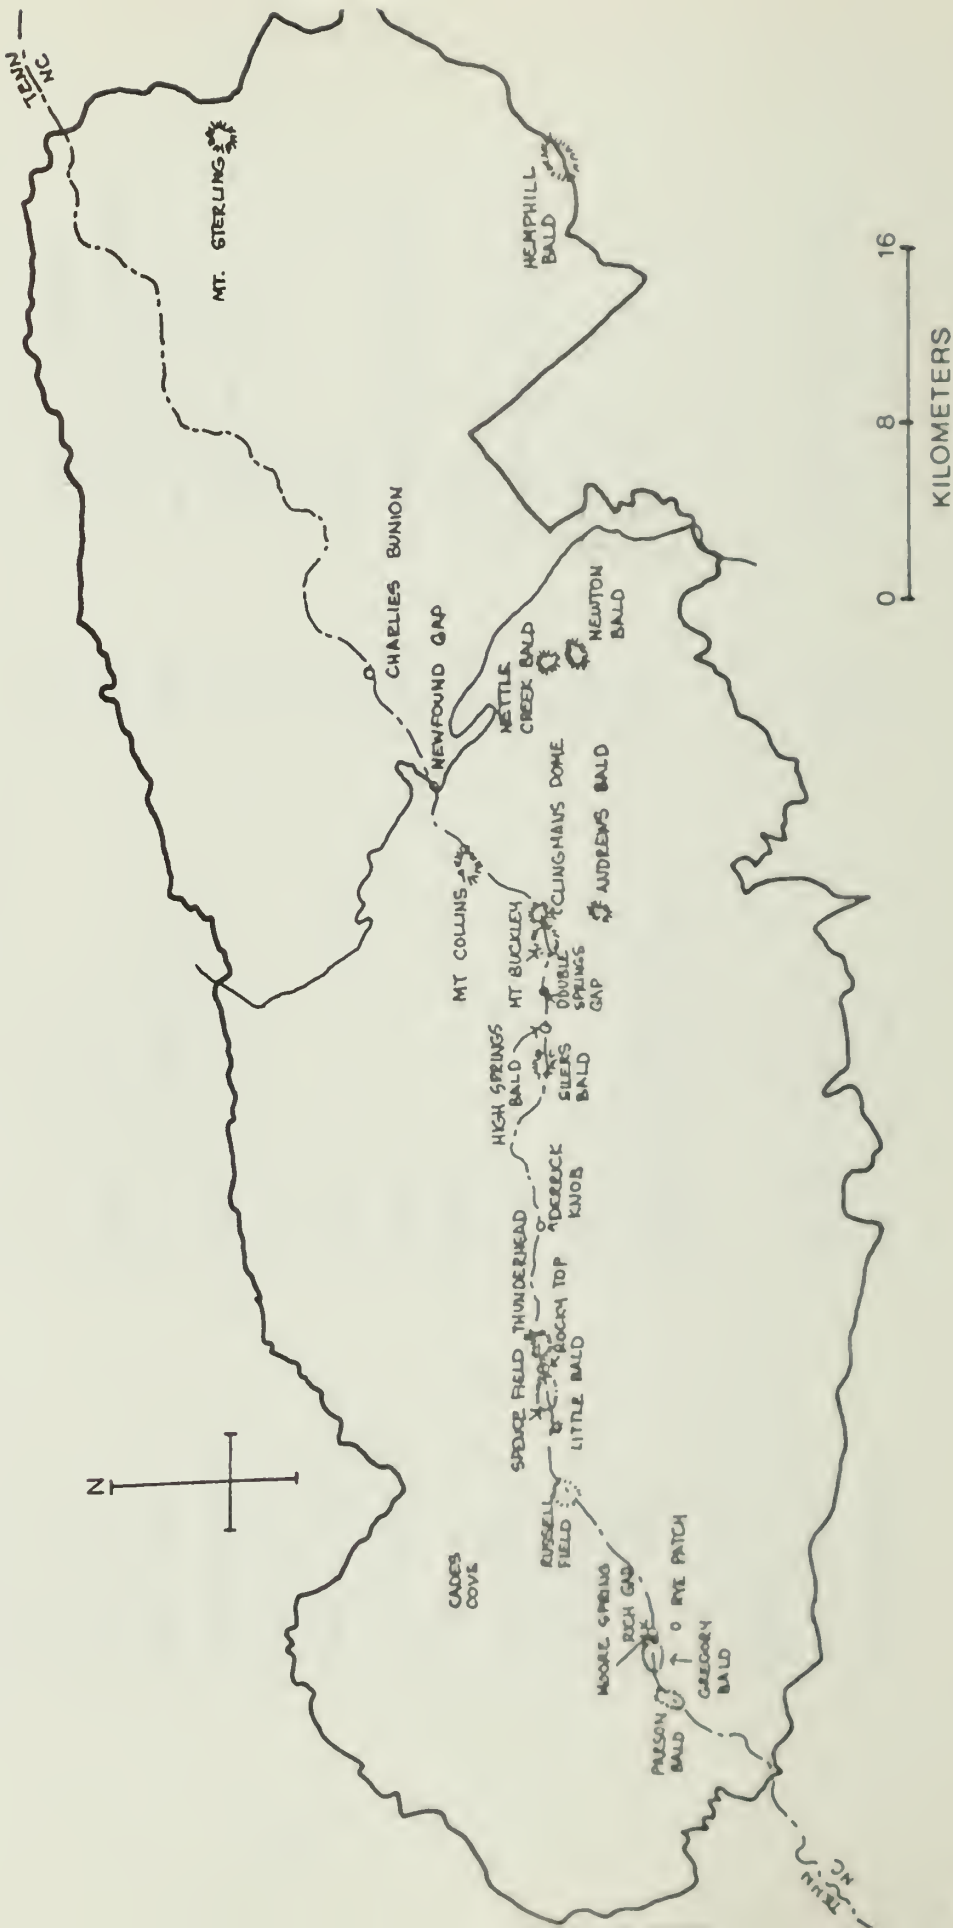 TENN
NC
MT. STERLING
HEMPHILL
BALD
CHARLIES BUNION
NEWFOUND GAP
NETTLE
CREEK BALD
NEWTON
BALD
MT COLLINS
MT BUCKLEY
CLINGMANS DOME
ANDREWS BALD
DOUBLE
SPRINGS
GAP
HIGH SPRINGS
BALD
SILERS
BALD
DERRICK
KNOB
THUNDERHEAD
SPENCE FIELD
ROCKY TOP
LITTLE BALD
RUSSELL
FIELD
CADES
COVE
MOORE SPRING
RICH GAP
RYE PATCH
GREGORY
BALD
PARSON
BALD
TENN
NC
N
0 8 16
KILOMETERS